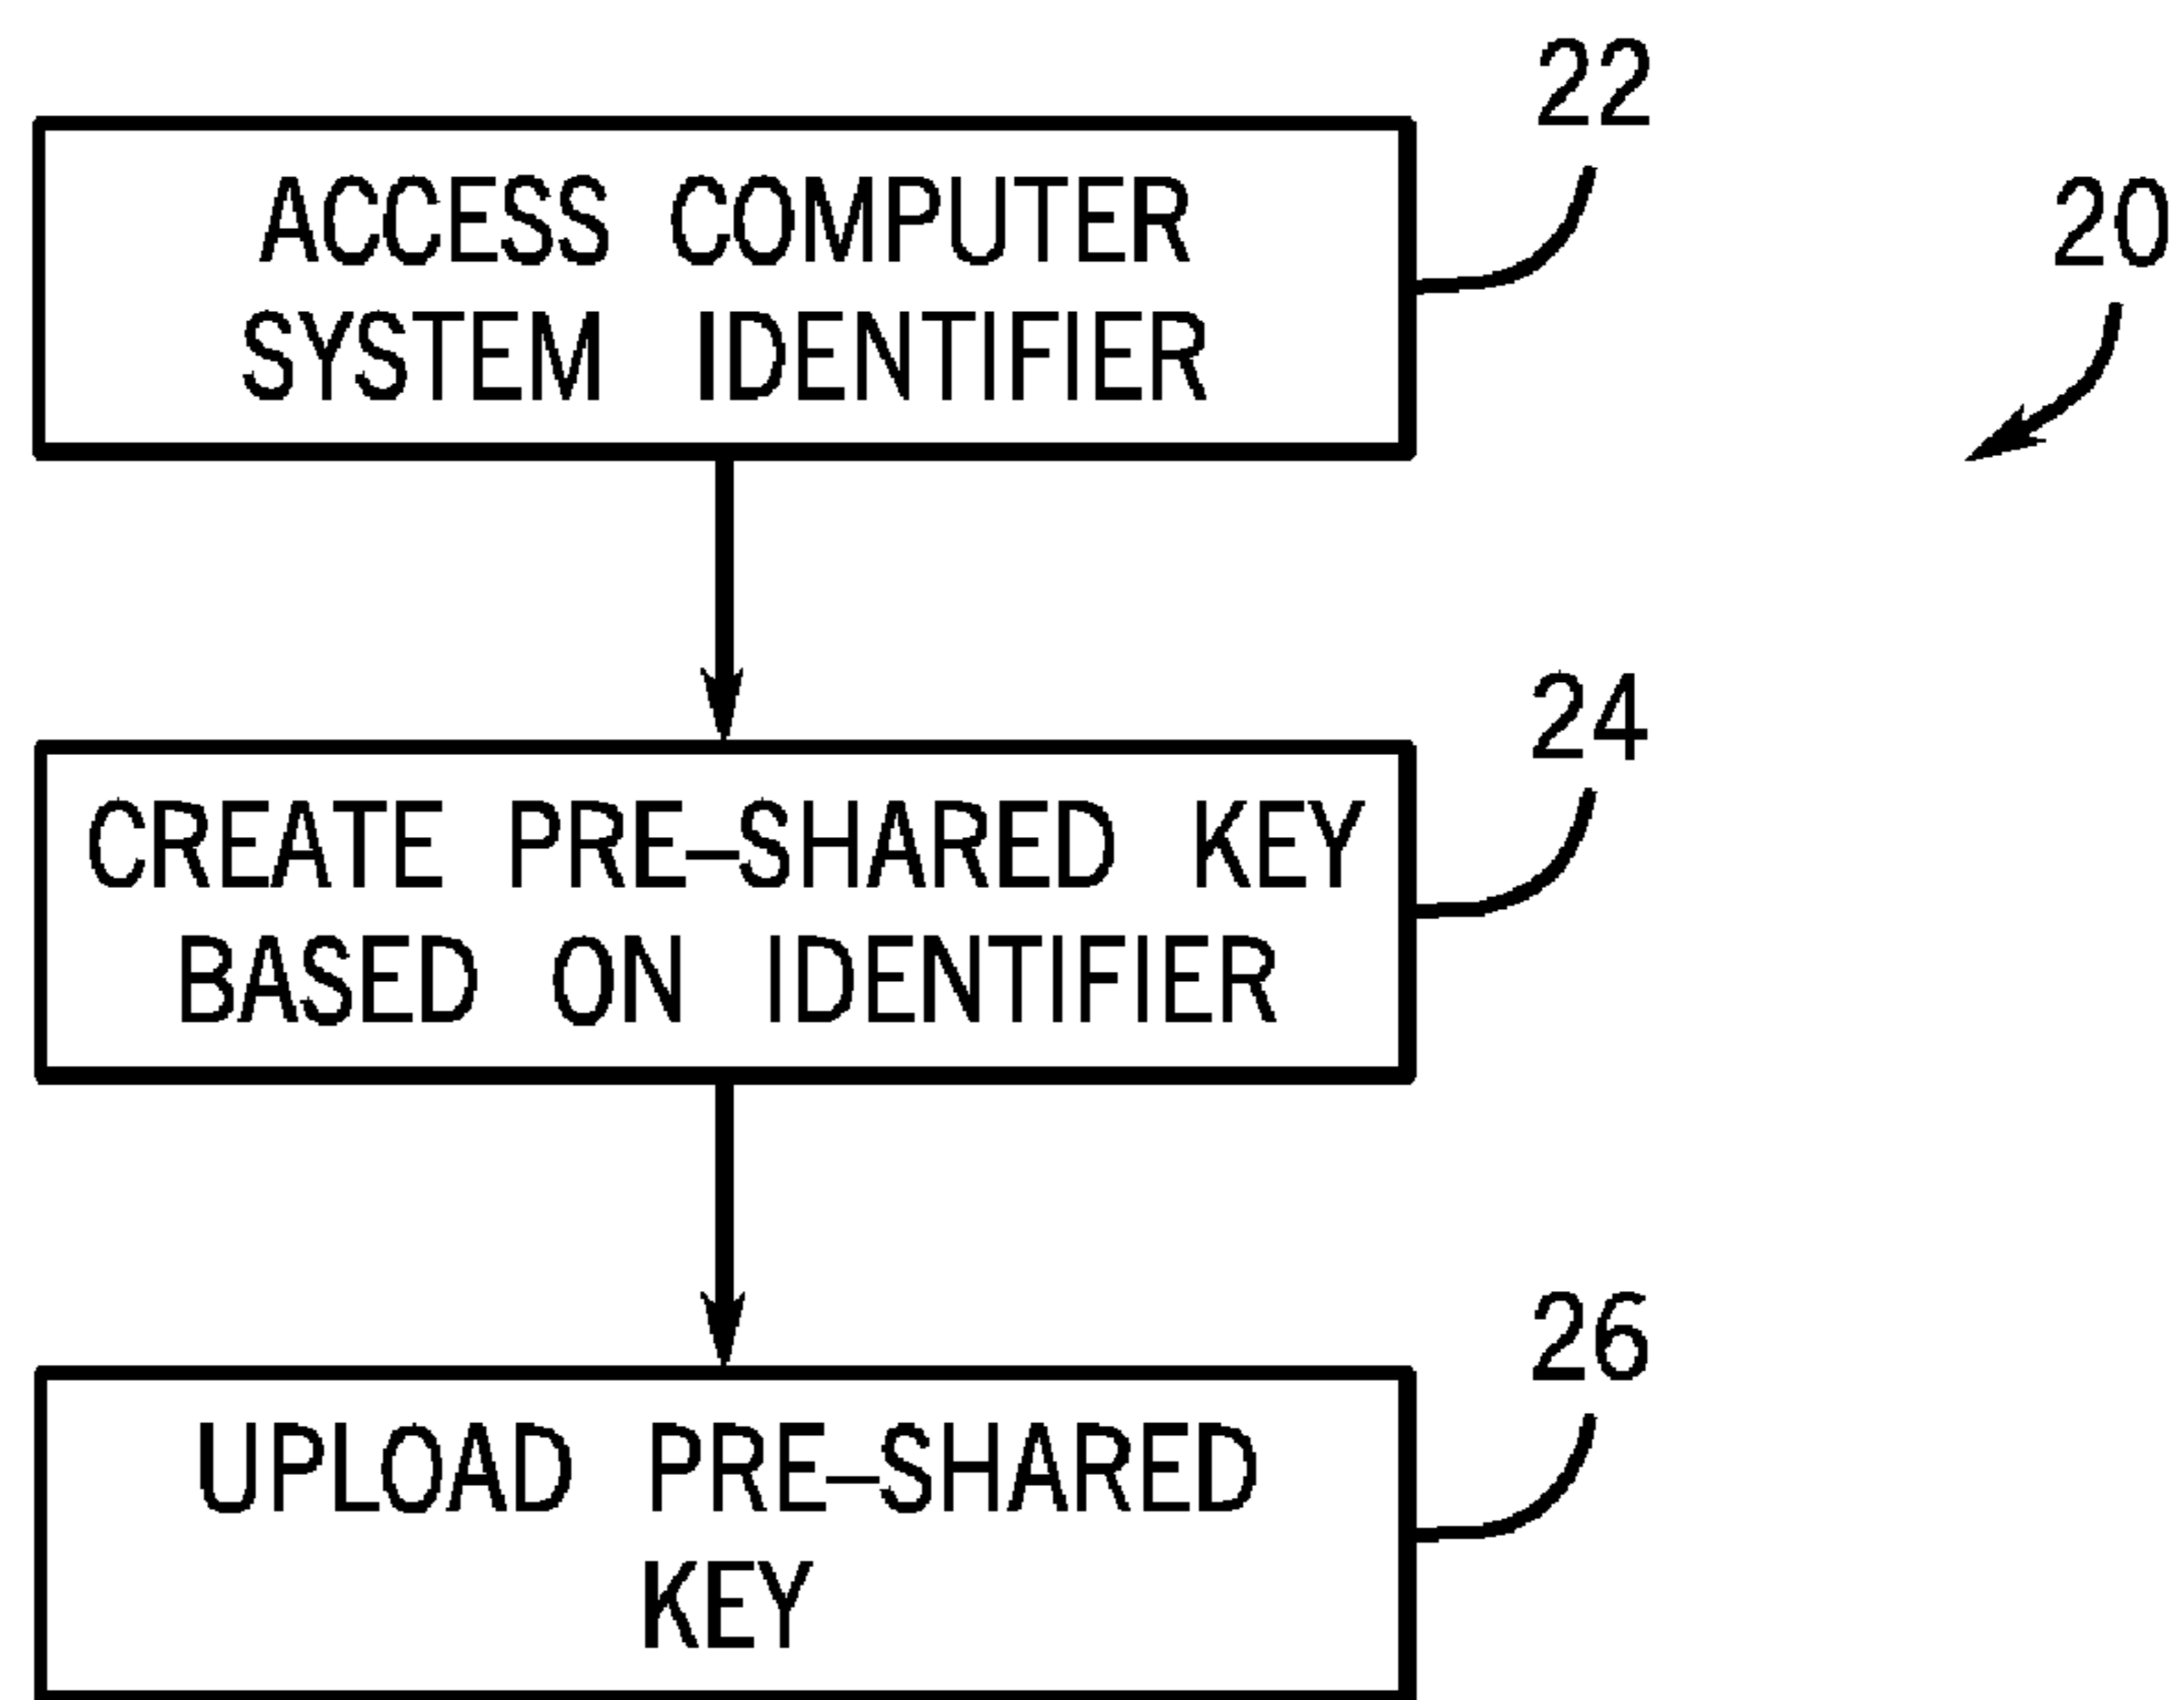 22
ACCESS COMPUTER
SYSTEM IDENTIFIER
20
24
CREATE PRE–SHARED KEY
BASED ON IDENTIFIER
26
UPLOAD PRE–SHARED
KEY